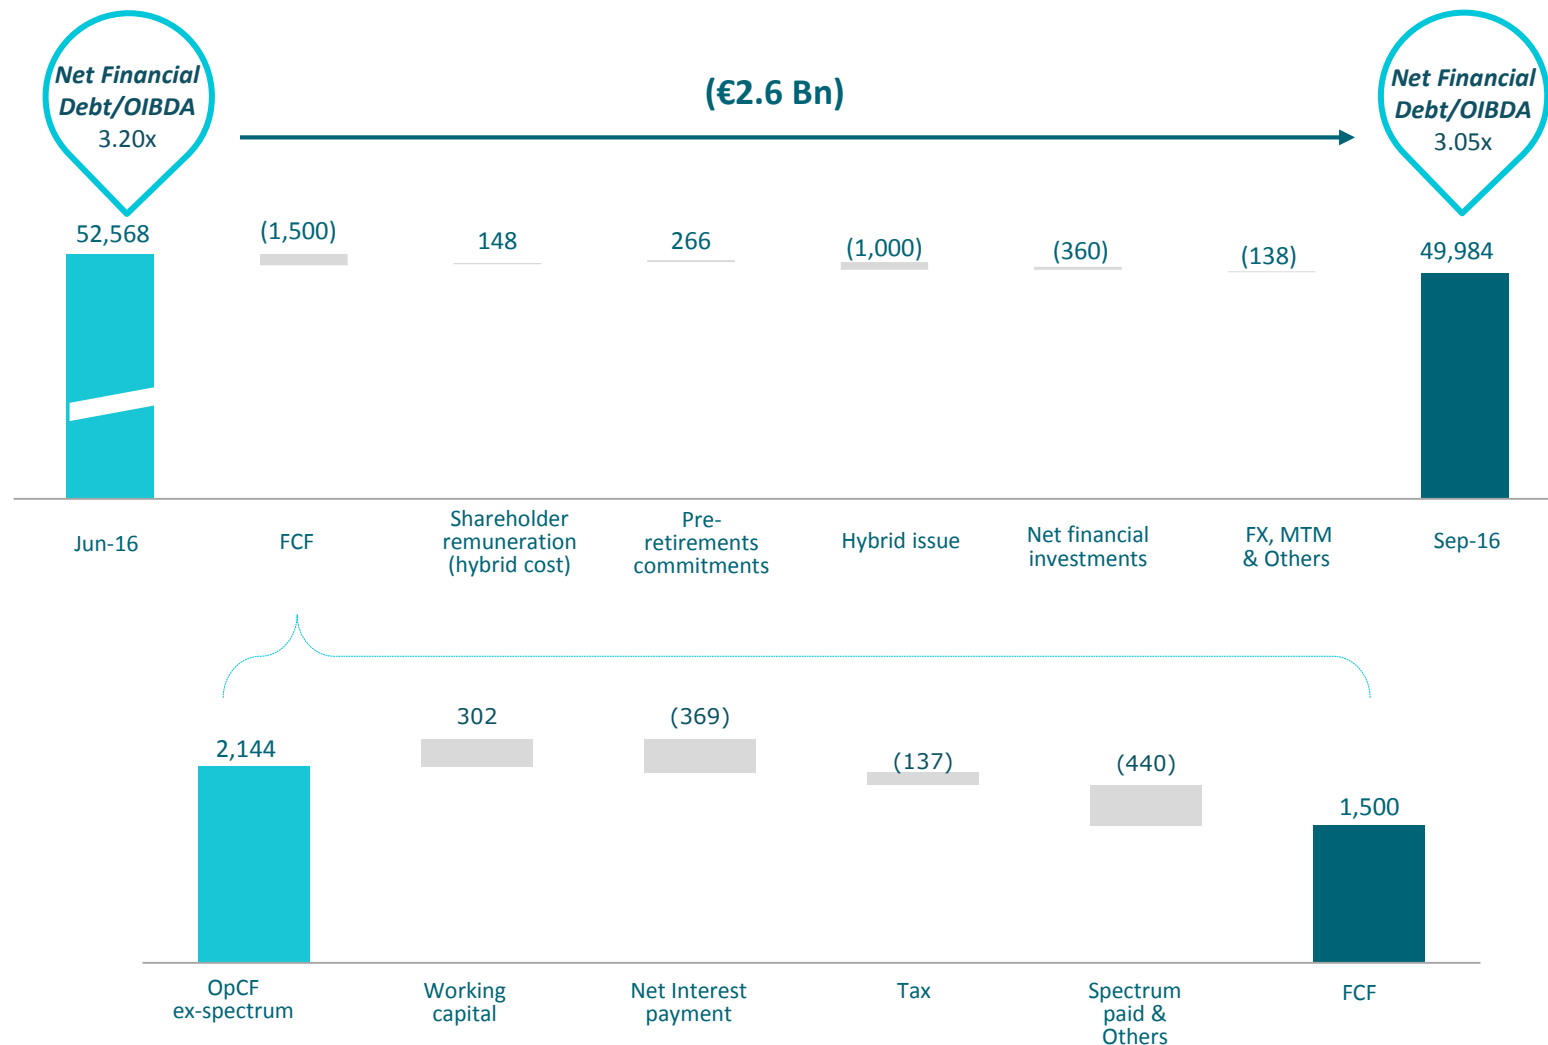 Net Financial
Debt/OIBDA
3.20x
(€2.6 Bn)
Net Financial
Debt/OIBDA
3.05x
52,568
(1,500)
148
266
(1,000)
(360)
(138)
49,984
Jun-16
FCF
Shareholder
remuneration
(hybrid cost)
Pre-
retirements
commitments
Hybrid issue
Net financial
investments
FX, MTM
& Others
Sep-16
2,144
302
(369)
(137)
(440)
1,500
OpCF
ex-spectrum
Working
capital
Net Interest
payment
Tax
Spectrum
paid &
Others
FCF